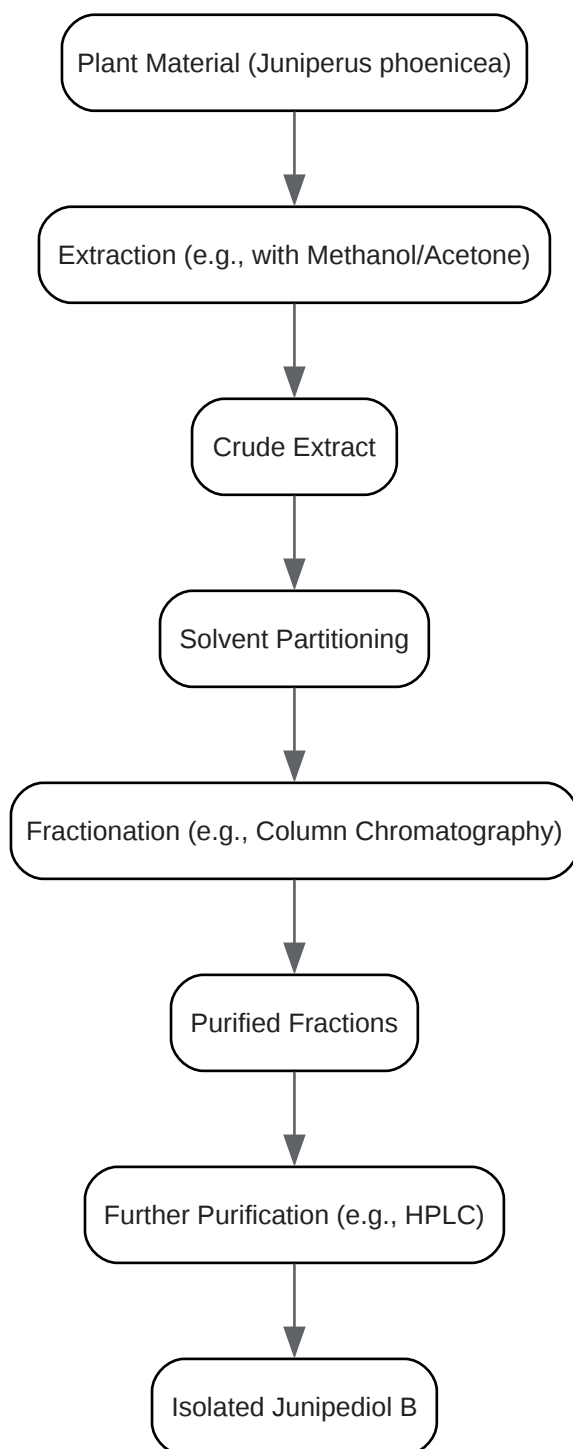 Plant Material (Juniperus phoenicea)
Extraction (e.g., with Methanol/Acetone)
Crude Extract
Solvent Partitioning
Fractionation (e.g., Column Chromatography)
Purified Fractions
Further Purification (e.g., HPLC)
Isolated Junipediol B